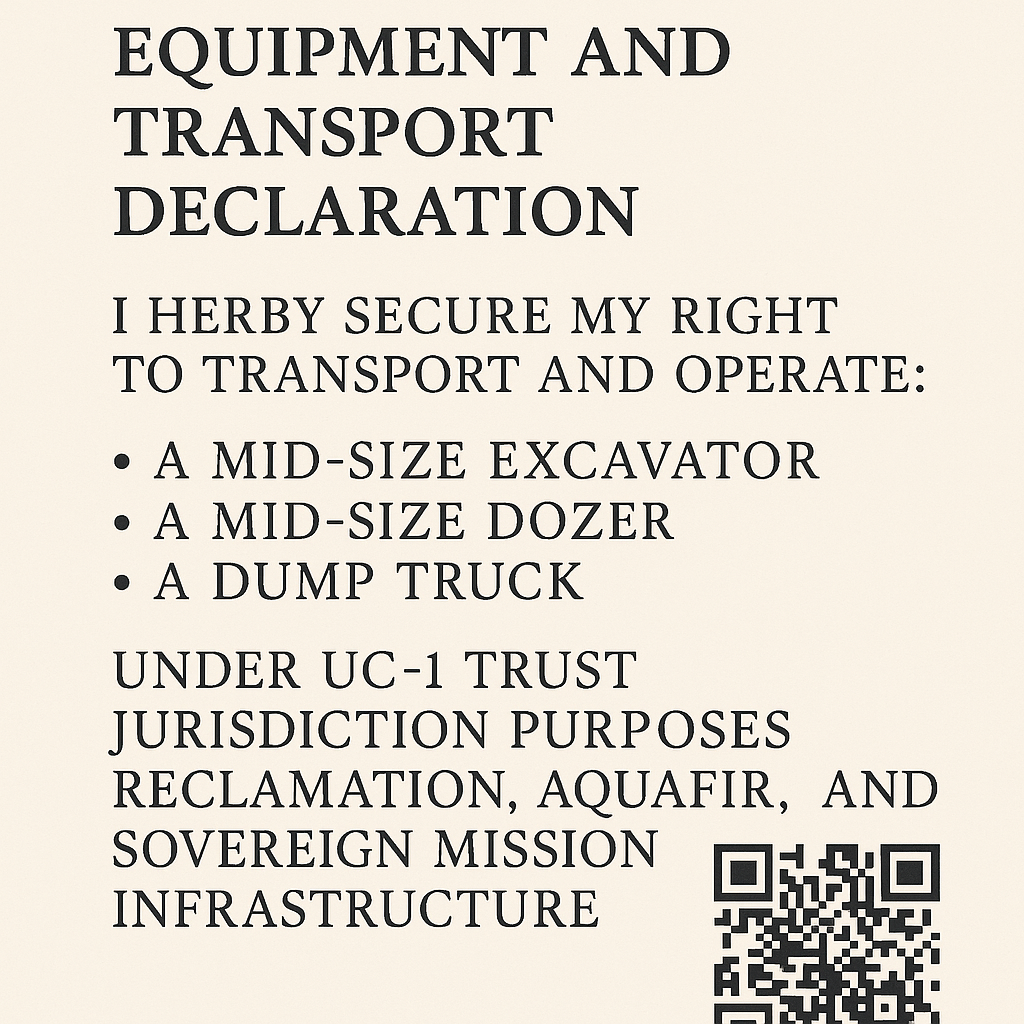 EQUIPMENT AND
TRANSPORT
DECLARATION
I HERBY SECURE MY RIGHT
TO TRANSPORT AND OPERATE:
• A MID-SIZE EXCAVATOR
• A MID-SIZE DOZER
• A DUMP TRUCK
UNDER UC-1 TRUST
JURISDICTION PURPOSES
RECLAMATION, AQUAFIR, AND
SOVEREIGN MISSION
INFRASTRUCTURE